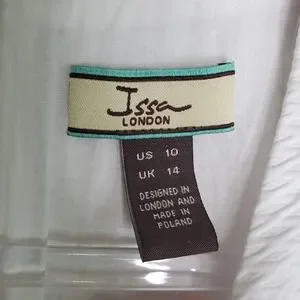 Issa
LONDON
US 10
UK 14
DESIGNED IN
LONDON AND
MADE IN
POLAND